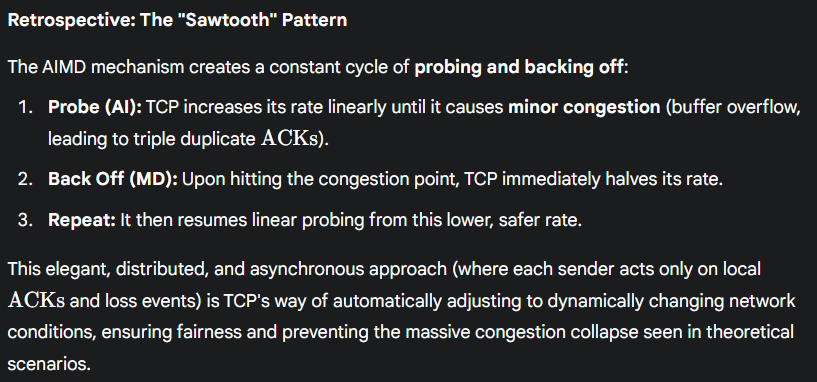 Retrospective: The "Sawtooth" Pattern
The AIMD mechanism creates a constant cycle of probing and backing off:
1. Probe (AI): TCP increases its rate linearly until it causes minor congestion (buffer overflow,
leading to triple duplicate ACKs).
2. Back Off (MD): Upon hitting the congestion point, TCP immediately halves its rate.
3. Repeat: It then resumes linear probing from this lower, safer rate.
This elegant, distributed, and asynchronous approach (where each sender acts only on local
ACKs and loss events) is TCP's way of automatically adjusting to dynamically changing network
conditions, ensuring fairness and preventing the massive congestion collapse seen in theoretical
scenarios.